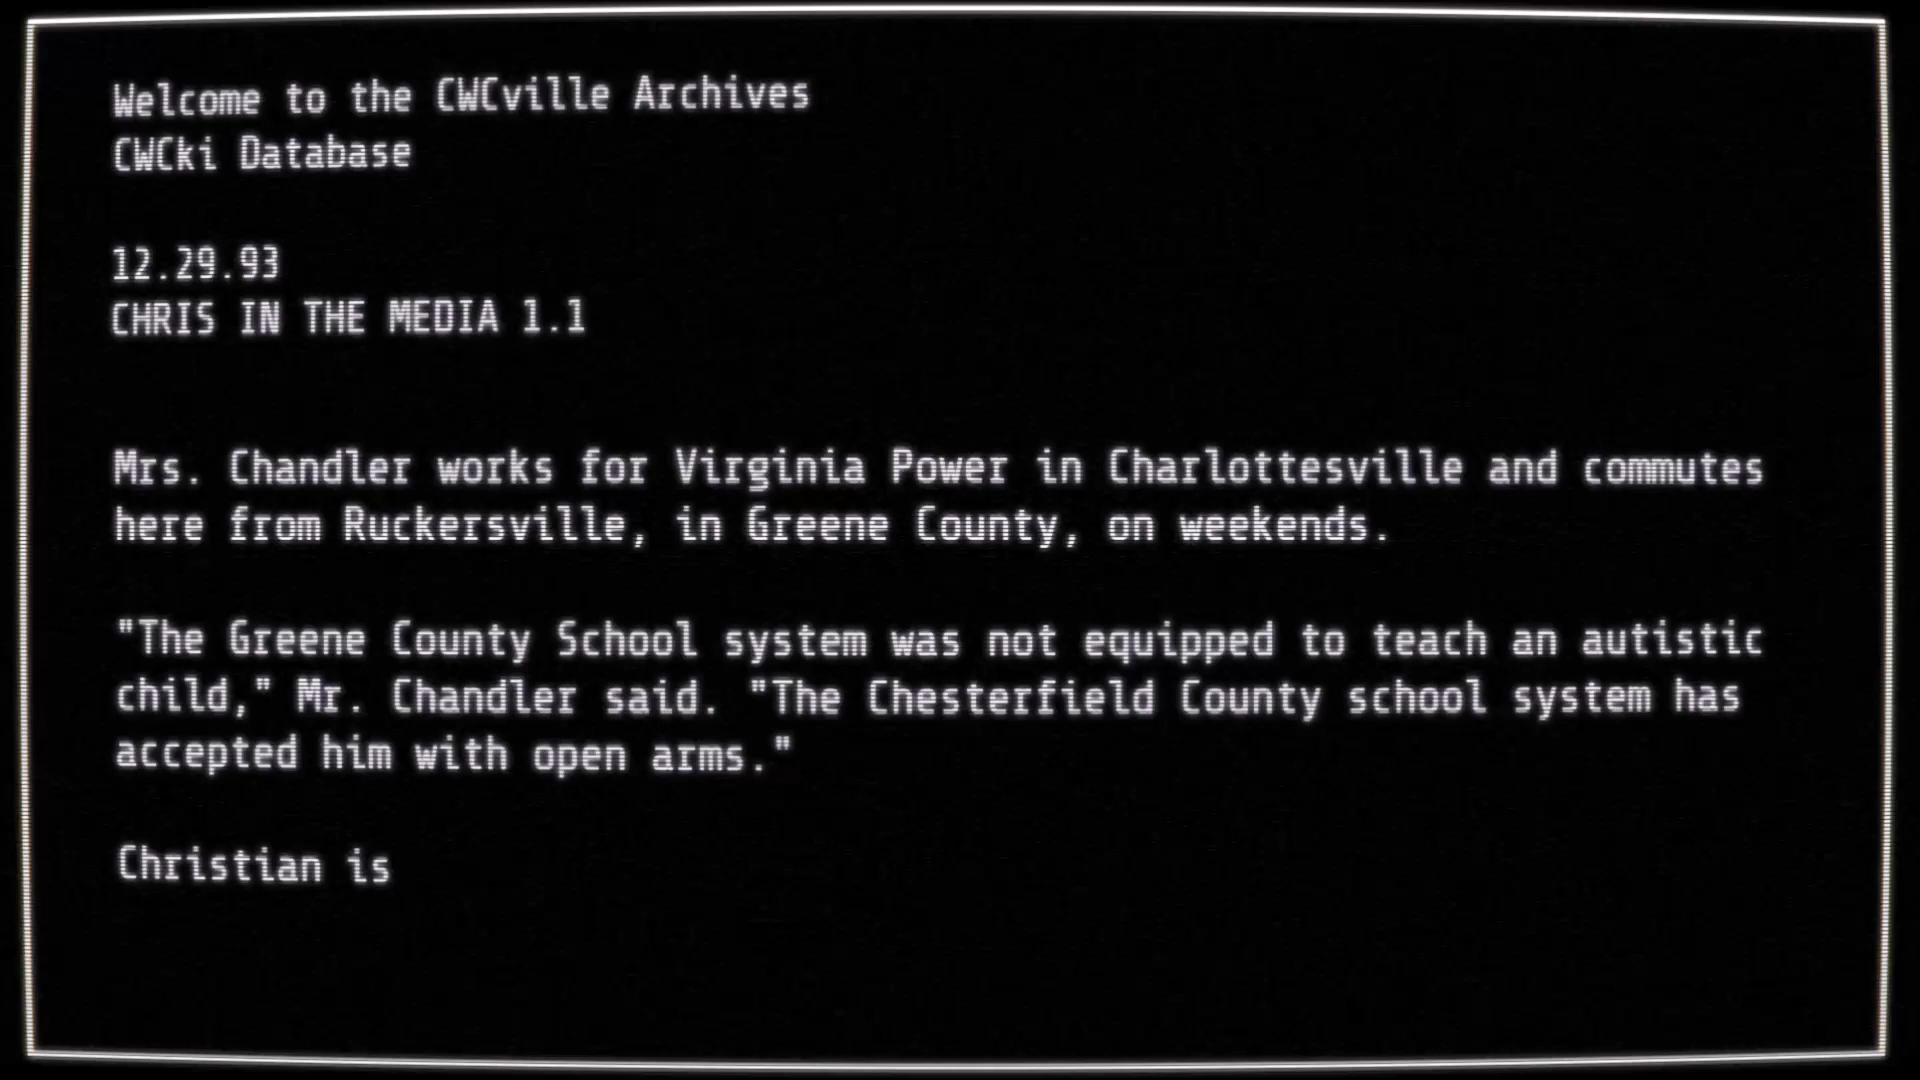 Welcome to the CWCville Archives
CWCki Database
12.29.93
CHRIS IN THE MEDIA 1.1
Mrs. Chandler works for Virginia Power in Charlottesville and commutes
here from Ruckersville, in Greene County, on weekends.
"The Greene County School system was not equipped to teach an autistic
child," Mr. Chandler said. "The Chesterfield County school system has
accepted him with open arms."
Christian is